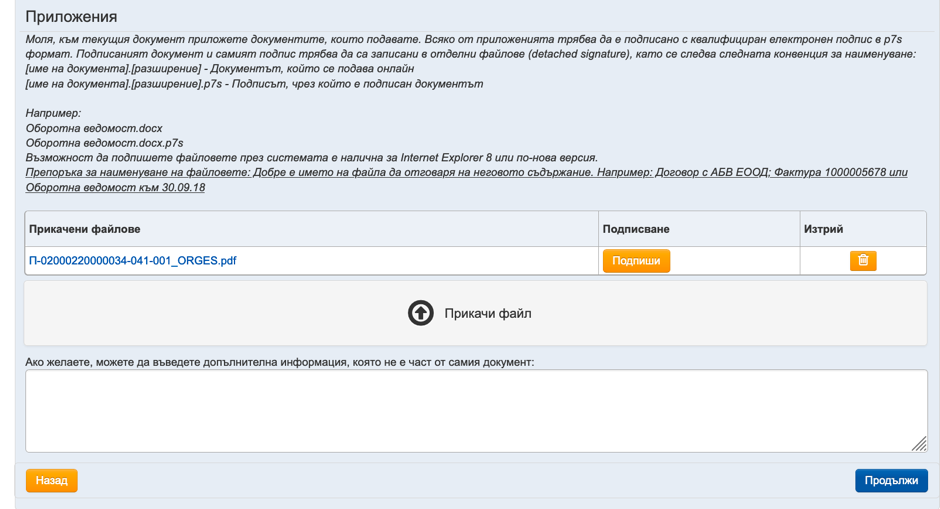 Приложения
Моля, към текущия документ приложете документите, които подавате. Всяко от приложенията трябва да е подписано с квалифициран електронен подпис в p7s
формат. Подписаният документ и самият подпис трябва да са записани в отделни файлове (detached signature), като се следва следната конвенция за наименуване:
[име на документа].[разширение] - Документът, който се подава онлайн
[име на документа].[разширение].p7s - Подписът, чрез който е подписан документът
Например:
Оборотна ведомост.docx
Оборотна ведомост.docx.p7s
Възможност да подпишете файловете през системата е налична за Internet Explorer 8 или по-нова версия.
Препоръка за наименуване на файловете: Добре е името на файла да отговаря на неговото съдържание. Например: Договор с АБВ ЕООД; Фактура 1000005678 или
Оборотна ведомост към 30.09.18
Прикачени файлове Подписване Изтрий
П-02000220000034-041-001_ORGES.pdf Подпиши
Прикачи файл
Ако желаете, можете да въведете допълнителна информация, която не е част от самия документ:
Назад Продължи